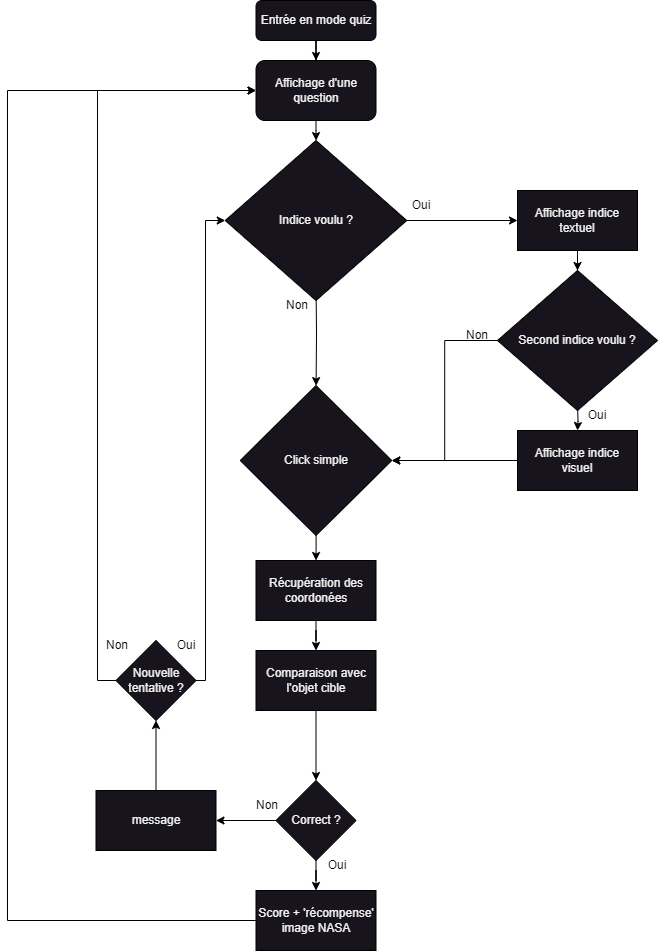 Entrée en mode quiz
Affichage d'une
question
Indice voulu ?
Oui
Affichage indice
textuel
Non
Second indice voulu ?
Non
Oui
Click simple
Affichage indice
visuel
Récupération des
coordonées
Non
Oui
Nouvelle
tentative ?
Comparaison avec
l'objet cible
Non
message
Correct ?
Oui
Score + 'récompense'
image NASA